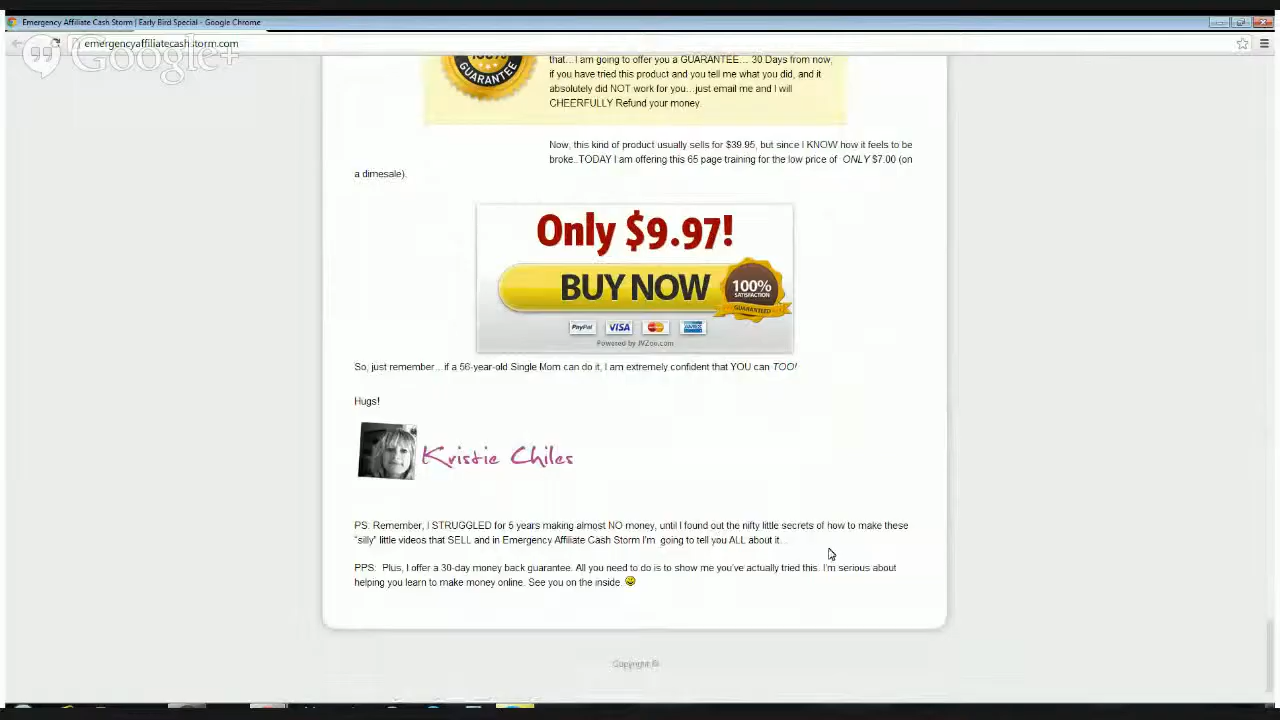 Emergency Affiliate Cash Storm | Early Bird Special - Google Chrome
emergencyaffiliatecashstorm.com
Google+
100%
GUARANTEE
that...I am going to offer you a GUARANTEE... 30 Days from now,
if you have tried this product and you tell me what you did, and it
absolutely did NOT work for you...just email me and I will
CHEERFULLY Refund your money.
Now, this kind of product usually sells for $39.95, but since I KNOW how it feels to be
broke..TODAY I am offering this 65 page training for the low price of ONLY $7.00 (on
a dimesale).
Only $9.97!
BUY NOW
100%
SATISFACTION
GUARANTEED
PayPal VISA MasterCard AMEX
Powered by JVZoo.com
So, just remember...if a 56-year-old Single Mom can do it, I am extremely confident that YOU can TOO!
Hugs!
Kristie Chiles
PS: Remember, I STRUGGLED for 5 years making almost NO money, until I found out the nifty little secrets of how to make these
"silly" little videos that SELL and in Emergency Affiliate Cash Storm I'm going to tell you ALL about it...
PPS: Plus, I offer a 30-day money back guarantee. All you need to do is to show me you've actually tried this. I'm serious about
helping you learn to make money online. See you on the inside.
Copyright ©